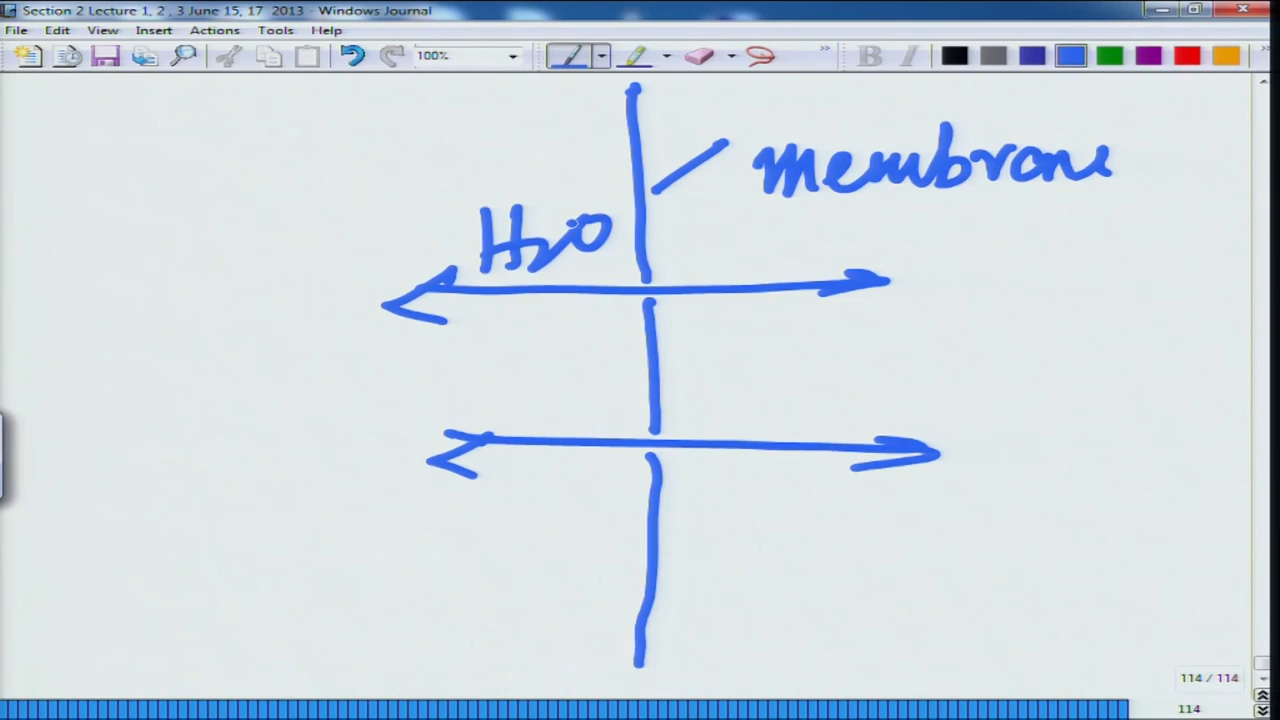 Section 2 Lecture 1, 2 , 3 June 15, 17 2013 - Windows Journal
File Edit View Insert Actions Tools Help
100%
B I
membrane
H2O
114 / 114
114